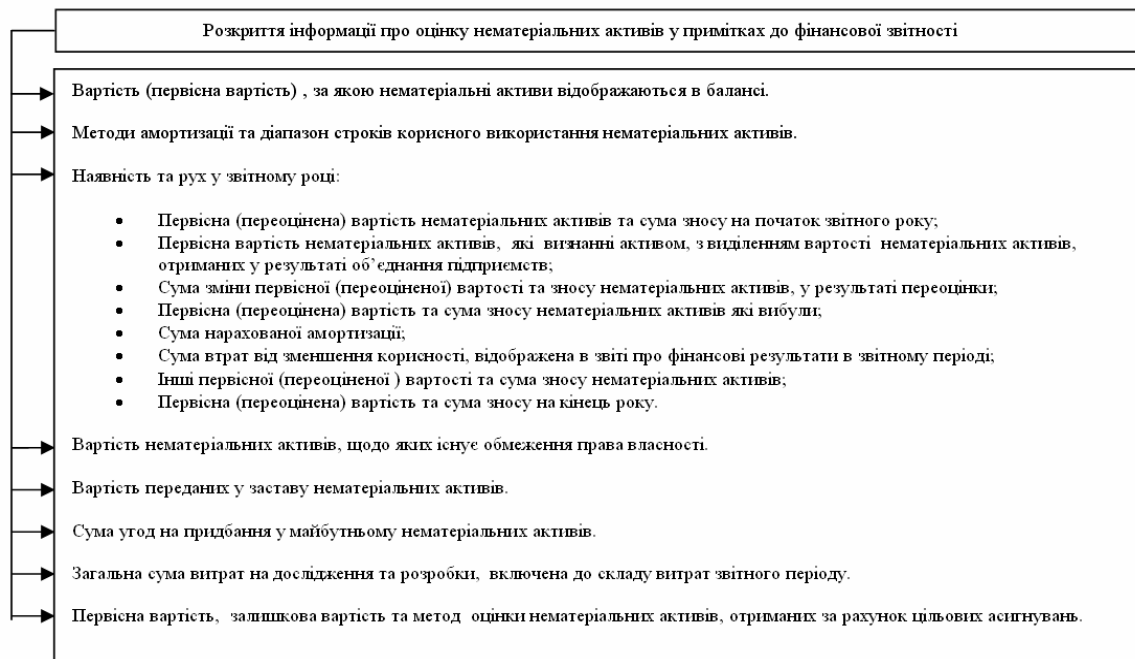 Розкриття інформації про оцінку нематеріальних активів у примітках до фінансової звітності
Вартість (первісна вартість) , за якою нематеріальні активи відображаються в балансі.
Методи амортизації та діапазон строків корисного використання нематеріальних активів.
Наявність та рух у звітному році:
• Первісна (переоцінена) вартість нематеріальних активів та сума зносу на початок звітного року;
• Первісна вартість нематеріальних активів, які визнанні активом, з виділенням вартості нематеріальних активів,
отриманих у результаті об’єднання підприємств;
• Сума зміни первісної (переоціненої) вартості та зносу нематеріальних активів, у результаті переоцінки;
• Первісна (переоцінена) вартість та сума зносу нематеріальних активів які вибули;
• Сума нарахованої амортизації;
• Сума втрат від зменшення корисності, відображена в звіті про фінансові результати в звітному періоді;
• Інші первісної (переоціненої ) вартості та сума зносу нематеріальних активів;
• Первісна (переоцінена) вартість та сума зносу на кінець року.
Вартість нематеріальних активів, щодо яких існує обмеження права власності.
Вартість переданих у заставу нематеріальних активів.
Сума угод на придбання у майбутньому нематеріальних активів.
Загальна сума витрат на дослідження та розробки, включена до складу витрат звітного періоду.
Первісна вартість, залишкова вартість та метод оцінки нематеріальних активів, отриманих за рахунок цільових асигнувань.